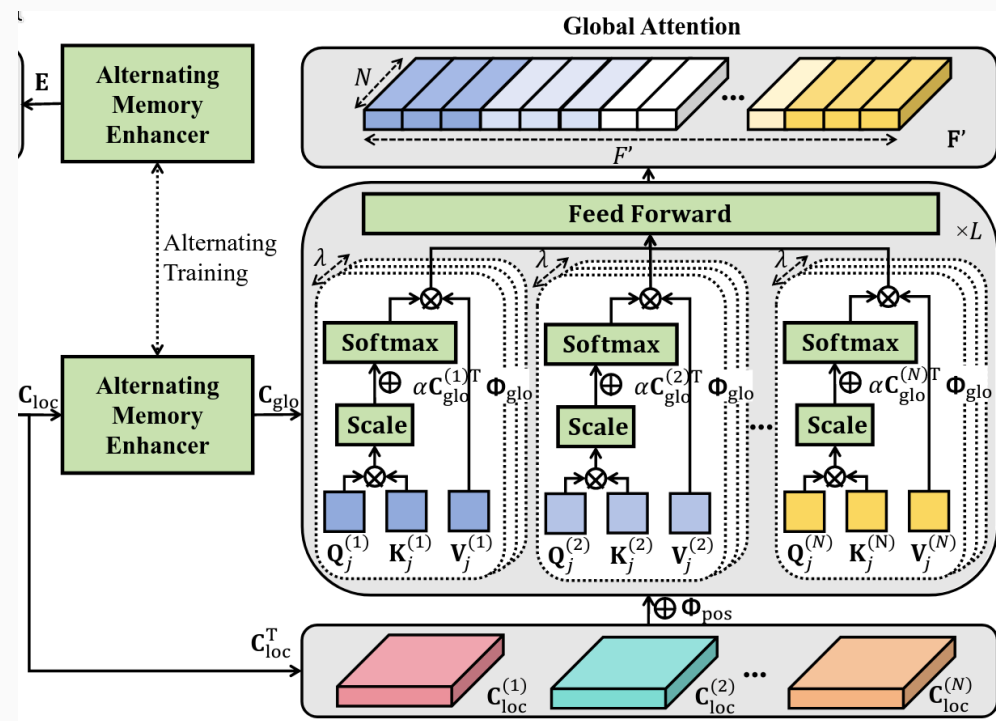 Global Attention
E
Alternating
Memory
Enhancer
N
...
F'
F'
Alternating
Training
Feed Forward
×L
λ
λ
λ
Softmax
Softmax
Softmax
⊕ αC_glo^(1)T Φ_glo
⊕ αC_glo^(2)T Φ_glo
⊕ αC_glo^(N)T Φ_glo
C_loc
Alternating
Memory
Enhancer
C_glo
Scale
Scale
Scale
...
Q_j^(1) K_j^(1) V_j^(1)
Q_j^(2) K_j^(2) V_j^(2)
Q_j^(N) K_j^(N) V_j^(N)
⊕ Φ_pos
C_loc^T
...
C_loc^(1)
C_loc^(2)
C_loc^(N)